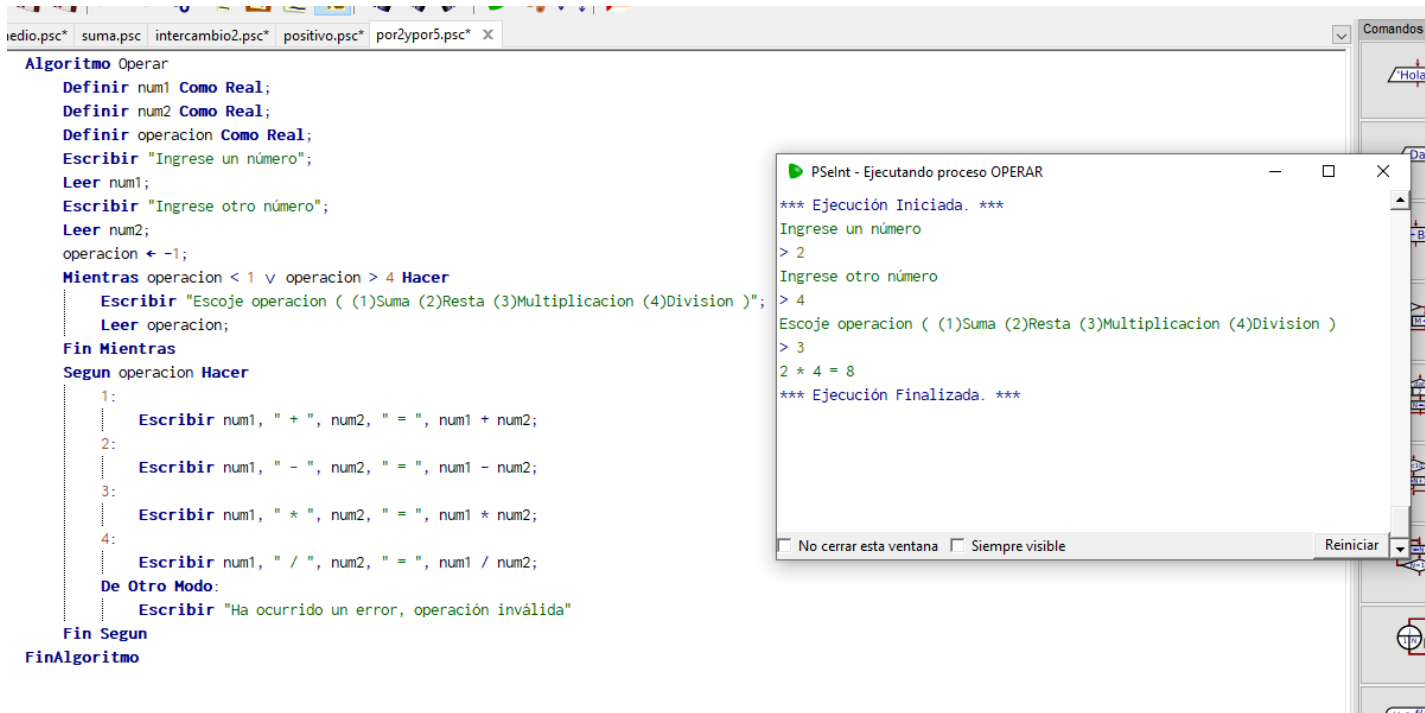 edio.psc* suma.psc intercambio2.psc* positivo.psc* por2ypor5.psc*
Comandos
Algoritmo Operar
Definir num1 Como Real;
Definir num2 Como Real;
Definir operacion Como Real;
Escribir "Ingrese un número";
Leer num1;
Escribir "Ingrese otro número";
Leer num2;
operacion ← -1;
Mientras operacion < 1 ∨ operacion > 4 Hacer
Escribir "Escoje operacion ( (1)Suma (2)Resta (3)Multiplicacion (4)Division )";
Leer operacion;
Fin Mientras
Segun operacion Hacer
1:
Escribir num1, " + ", num2, " = ", num1 + num2;
2:
Escribir num1, " - ", num2, " = ", num1 - num2;
3:
Escribir num1, " * ", num2, " = ", num1 * num2;
4:
Escribir num1, " / ", num2, " = ", num1 / num2;
De Otro Modo:
Escribir "Ha ocurrido un error, operación inválida"
Fin Segun
FinAlgoritmo
PSeInt - Ejecutando proceso OPERAR
*** Ejecución Iniciada. ***
Ingrese un número
> 2
Ingrese otro número
> 4
Escoje operacion ( (1)Suma (2)Resta (3)Multiplicacion (4)Division )
> 3
2 * 4 = 8
*** Ejecución Finalizada. ***
No cerrar esta ventana Siempre visible Reiniciar
'Hola